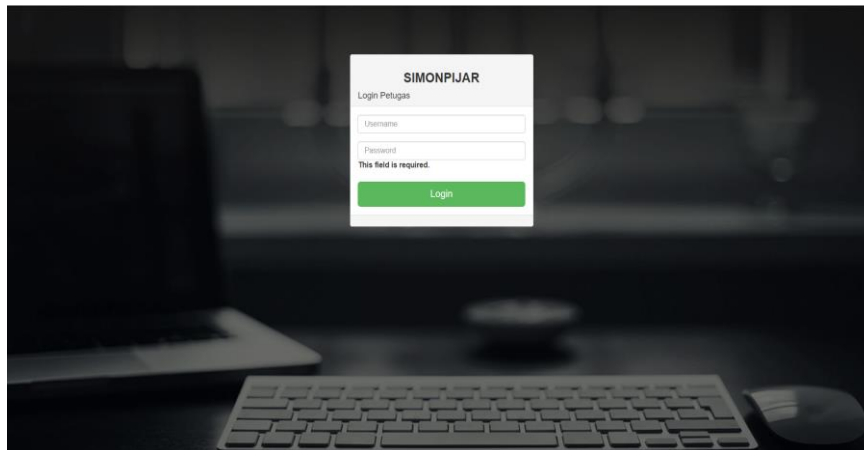 SIMONPIJAR
Login Petugas
Username
Password
This field is required.
Login